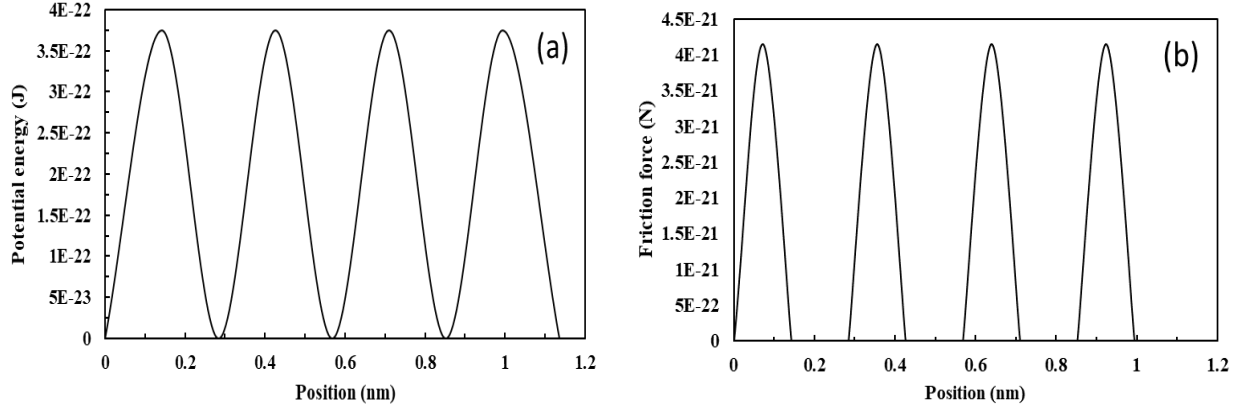 (a)
Potential energy (J)
4E-22
3.5E-22
3E-22
2.5E-22
2E-22
1.5E-22
1E-22
5E-23
0
0 0.2 0.4 0.6 0.8 1 1.2
Position (nm)
(b)
Friction force (N)
4.5E-21
4E-21
3.5E-21
3E-21
2.5E-21
2E-21
1.5E-21
1E-21
5E-22
0
0 0.2 0.4 0.6 0.8 1 1.2
Position (nm)